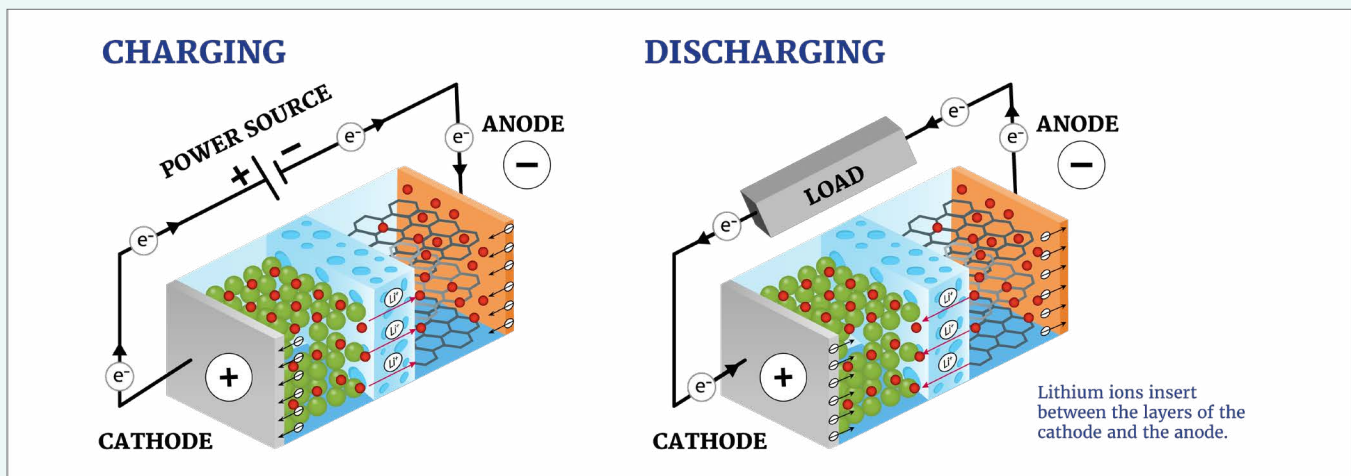 CHARGING
POWER SOURCE
+
−
e⁻
e⁻
e⁻
e⁻
e⁻
ANODE
−
Li⁺
Li⁺
Li⁺
+
CATHODE
DISCHARGING
LOAD
e⁻
e⁻
e⁻
e⁻
ANODE
−
Li⁺
Li⁺
Li⁺
+
CATHODE
Lithium ions insert
between the layers of the
cathode and the anode.